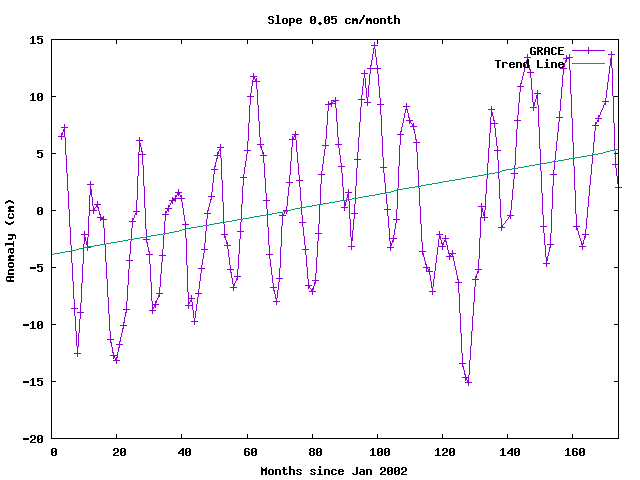 Slope 0.05 cm/month
GRACE
Trend Line
15
10
5
0
-5
-10
-15
-20
Anomaly (cm)
0 20 40 60 80 100 120 140 160
Months since Jan 2002